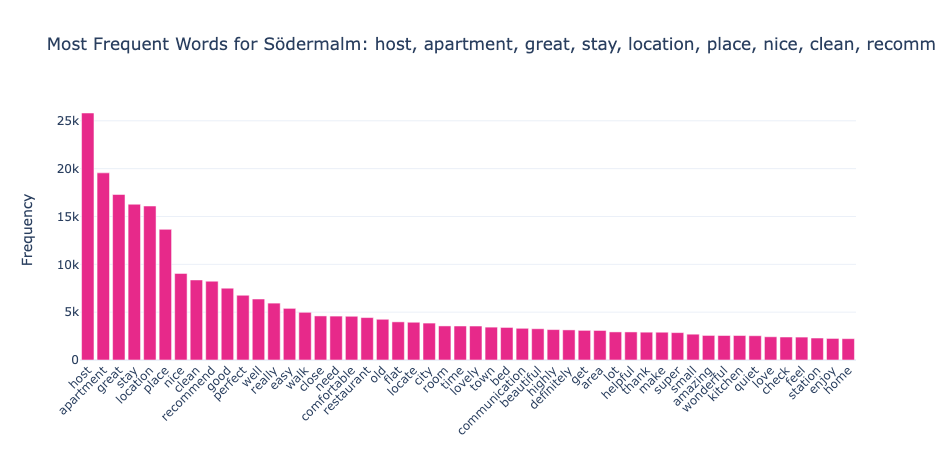 Most Frequent Words for Södermalm: host, apartment, great, stay, location, place, nice, clean, recomm
25k
20k
15k
10k
5k
0
Frequency
host
apartment
great
stay
location
place
nice
clean
recommend
good
perfect
well
really
easy
walk
close
need
comfortable
restaurant
old
flat
locate
city
room
time
lovely
town
bed
communication
beautiful
highly
definitely
get
area
lot
helpful
thank
make
super
small
amazing
wonderful
kitchen
quiet
love
check
feel
station
enjoy
home